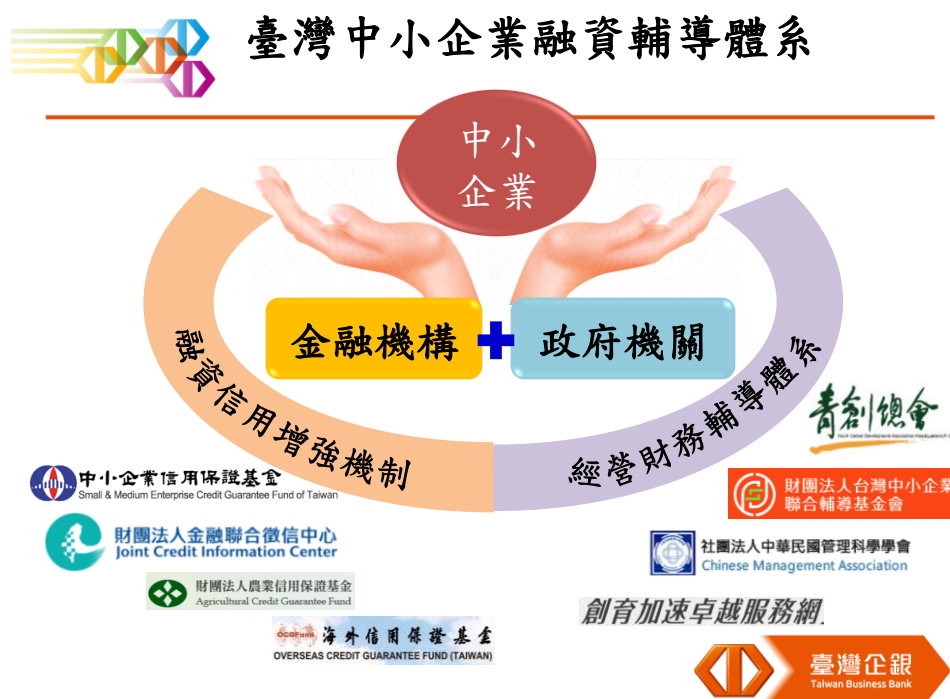 臺灣中小企業融資輔導體系
中小
企業
金融機構
政府機關
融資信用增強機制
經營財務輔導體系
中小企業信用保證基金
Small & Medium Enterprise Credit Guarantee Fund of Taiwan
財團法人金融聯合徵信中心
Joint Credit Information Center
財團法人農業信用保證基金
Agricultural Credit Guarantee Fund
OCGFund 海外信用保證基金
OVERSEAS CREDIT GUARANTEE FUND (TAIWAN)
青創總會
Youth Career Development Association Headquarters
財團法人台灣中小企業
聯合輔導基金會
社團法人中華民國管理科學學會
Chinese Management Association
創育加速卓越服務網
臺灣企銀
Taiwan Business Bank